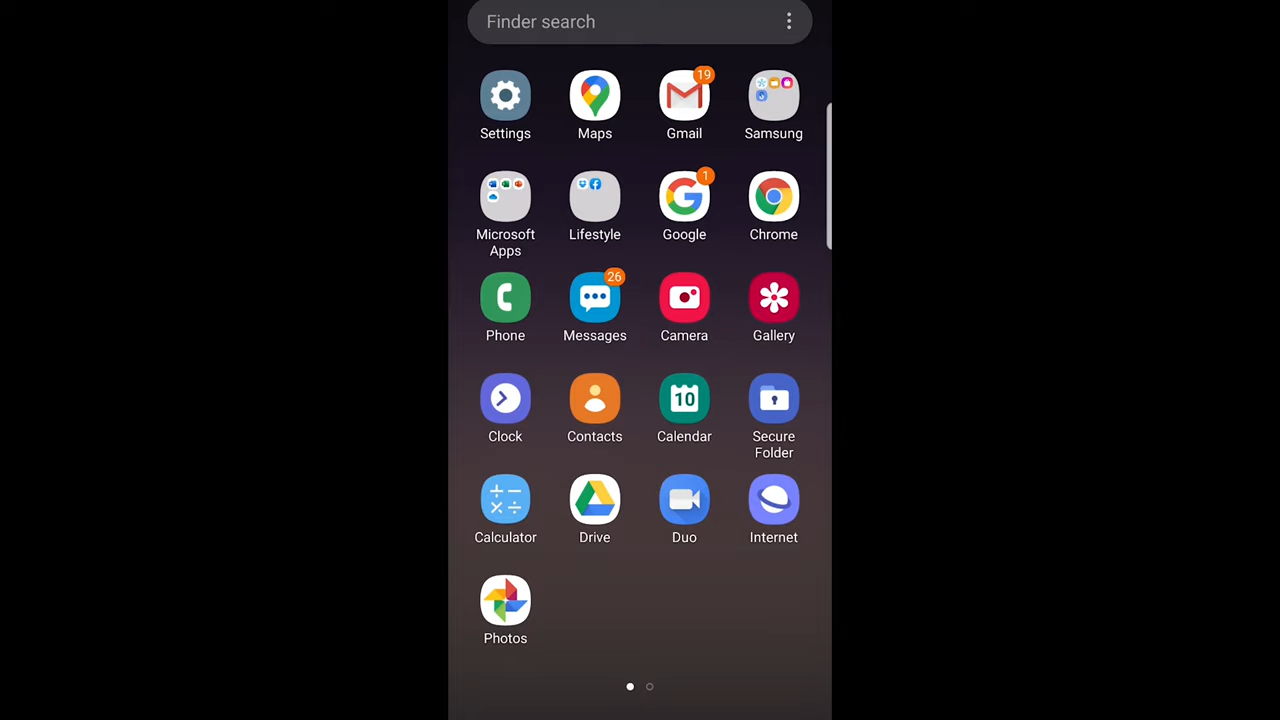 Finder search
19
Settings
Maps
Gmail
Samsung
1
Microsoft
Apps
Lifestyle
Google
Chrome
26
Phone
Messages
Camera
Gallery
10
Clock
Contacts
Calendar
Secure
Folder
Calculator
Drive
Duo
Internet
Photos